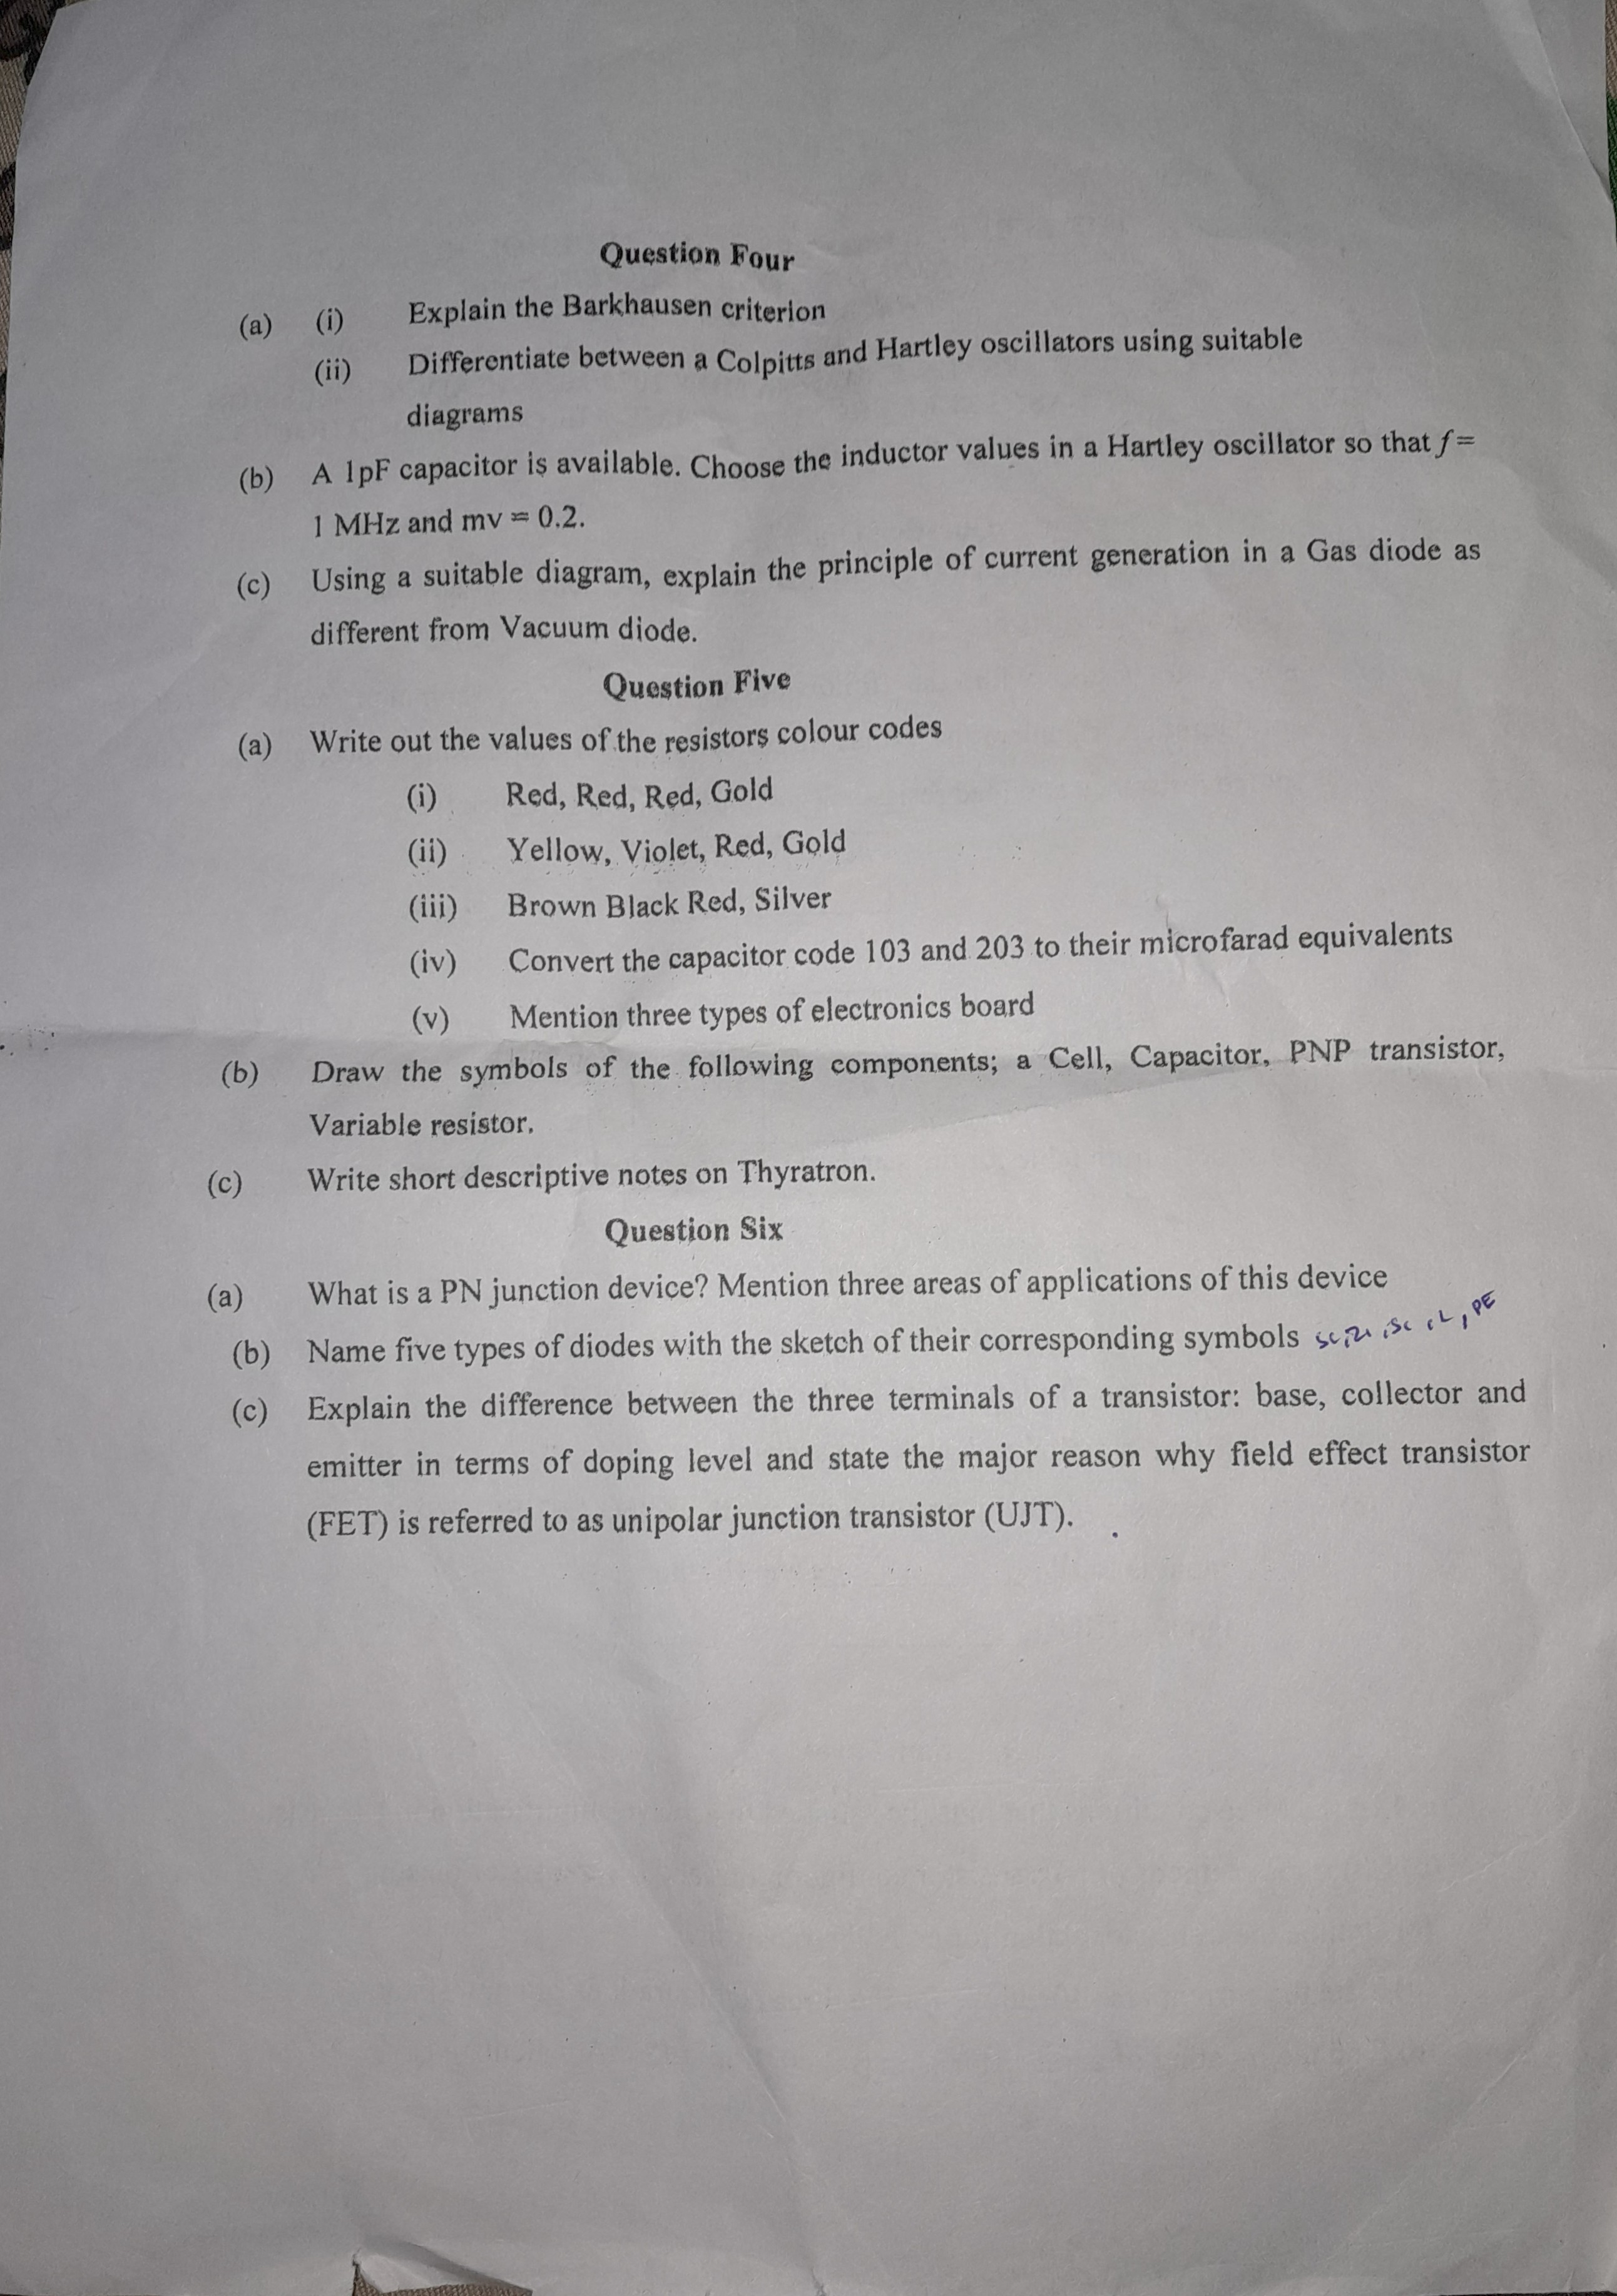 Question Four
(a) (i) Explain the Barkhausen criterion
(ii) Differentiate between a Colpitts and Hartley oscillators using suitable
diagrams
(b) A 1pF capacitor is available. Choose the inductor values in a Hartley oscillator so that f =
1 MHz and mv = 0.2.
(c) Using a suitable diagram, explain the principle of current generation in a Gas diode as
different from Vacuum diode.
Question Five
(a) Write out the values of the resistors colour codes
(i) Red, Red, Red, Gold
(ii) Yellow, Violet, Red, Gold
(iii) Brown Black Red, Silver
(iv) Convert the capacitor code 103 and 203 to their microfarad equivalents
(v) Mention three types of electronics board
(b) Draw the symbols of the following components; a Cell, Capacitor, PNP transistor,
Variable resistor.
(c) Write short descriptive notes on Thyratron.
Question Six
(a) What is a PN junction device? Mention three areas of applications of this device
(b) Name five types of diodes with the sketch of their corresponding symbols PE
(c) Explain the difference between the three terminals of a transistor: base, collector and
emitter in terms of doping level and state the major reason why field effect transistor
(FET) is referred to as unipolar junction transistor (UJT).